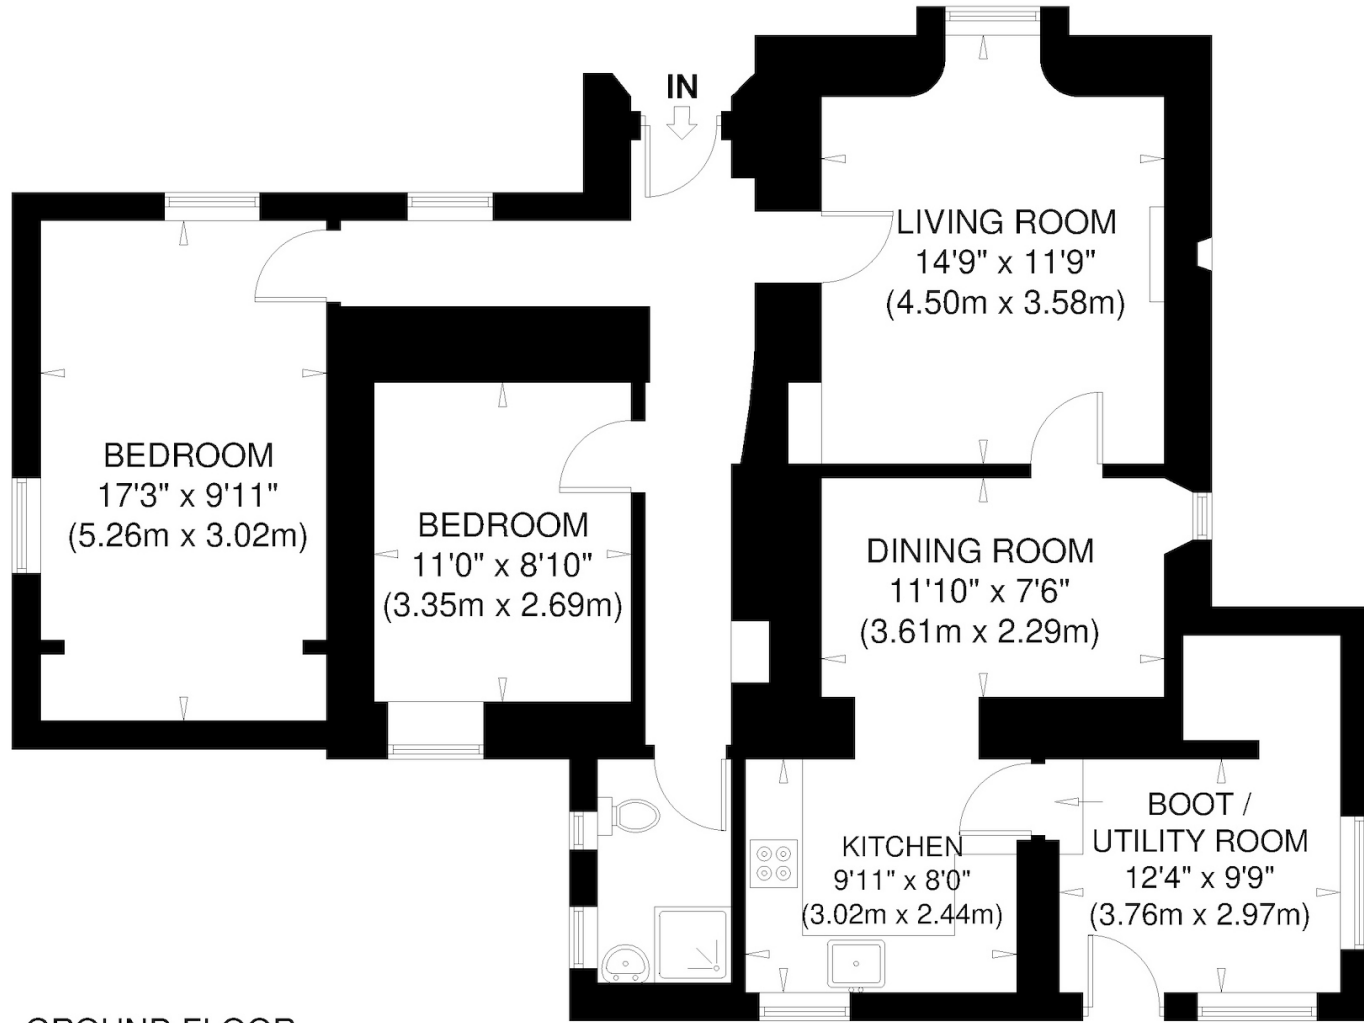 IN
LIVING ROOM
14'9" x 11'9"
(4.50m x 3.58m)
BEDROOM
17'3" x 9'11"
(5.26m x 3.02m)
BEDROOM
11'0" x 8'10"
(3.35m x 2.69m)
DINING ROOM
11'10" x 7'6"
(3.61m x 2.29m)
KITCHEN
9'11" x 8'0"
(3.02m x 2.44m)
BOOT /
UTILITY ROOM
12'4" x 9'9"
(3.76m x 2.97m)
GROUND FLOOR